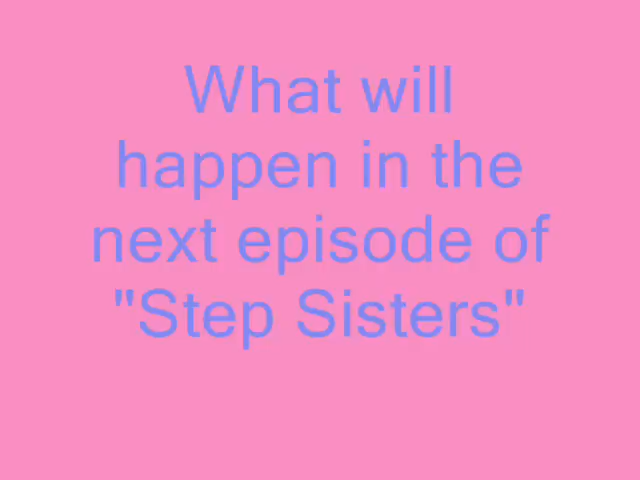 What will
happen in the
next episode of
"Step Sisters"